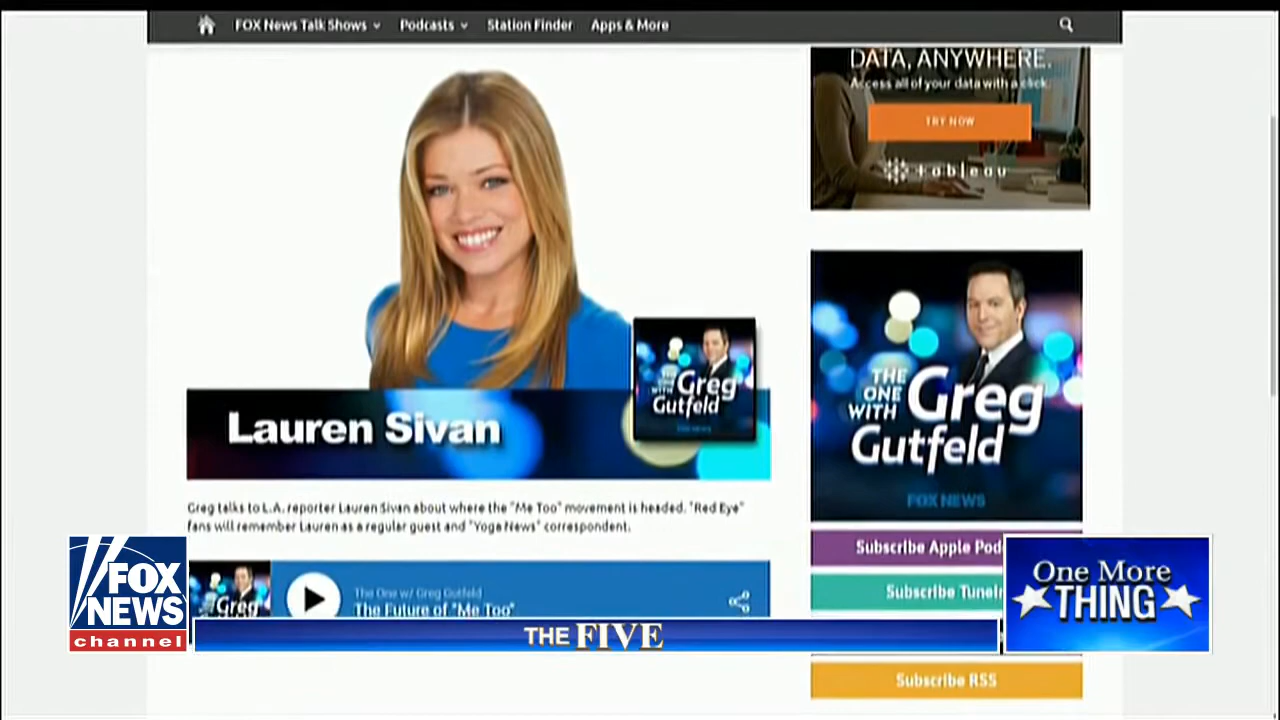 FOX News Talk Shows
Podcasts
Station Finder
Apps & More
DATA, ANYWHERE.
Access all of your data with a click.
TRY NOW
+ableau
THE
ONE
WITH
Greg
Gutfeld
Lauren Sivan
THE
ONE
WITH
Greg
Gutfeld
FOX NEWS
Greg talks to L.A. reporter Lauren Sivan about where the "Me Too" movement is headed. "Red Eye"
fans will remember Lauren as a regular guest and "Yoga News" correspondent.
Subscribe Apple Pod
Greg
The One w/ Greg Gutfeld
The Future of "Me Too"
Subscribe TuneIn
FOX
NEWS
channel
THE FIVE
One More
THING
Subscribe RSS